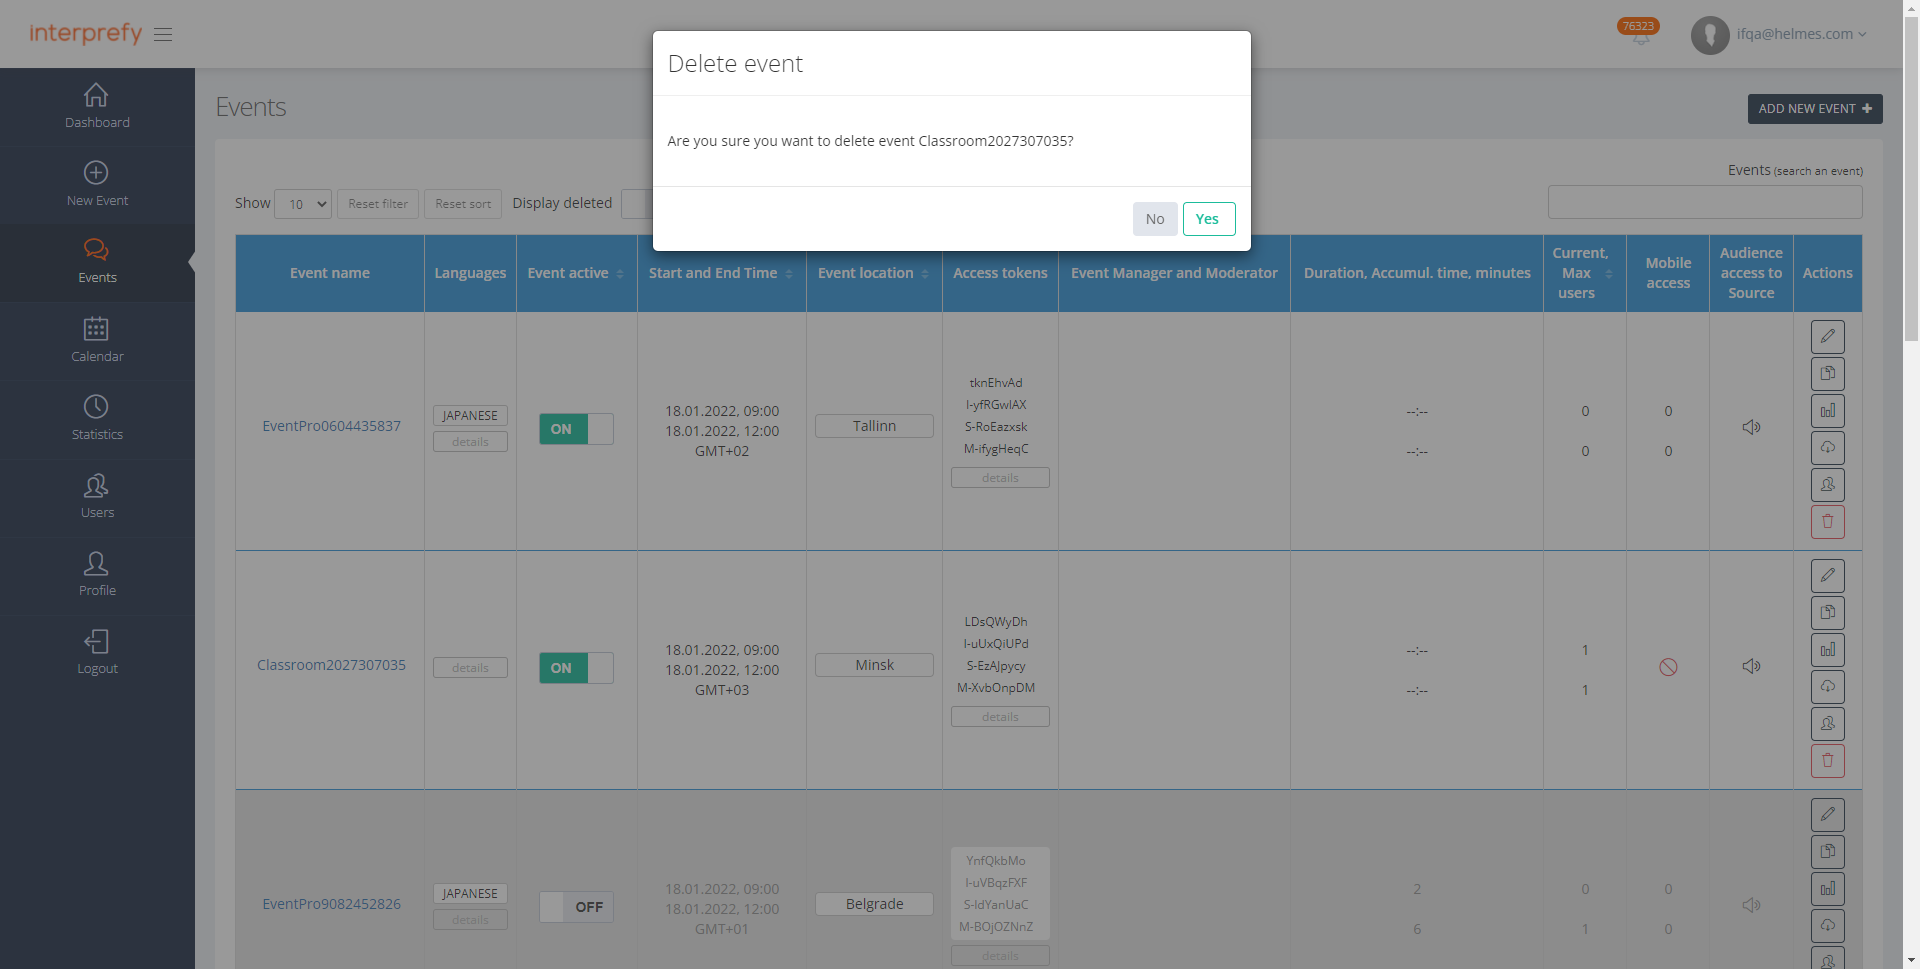 interprefy
76323
ifqa@helmes.com
Delete event
Are you sure you want to delete event Classroom2027307035?
No
Yes
Dashboard
New Event
Events
Calendar
Statistics
Users
Profile
Logout
Events
ADD NEW EVENT
Events (search an event)
Show
10
Reset filter
Reset sort
Display deleted
Event name
Languages
Event active
Start and End Time
Event location
Access tokens
Event Manager and Moderator
Duration, Accumul. time, minutes
Current,
Max
users
Mobile
access
Audience
access to
Source
Actions
EventPro0604435837
JAPANESE
details
ON
18.01.2022, 09:00
18.01.2022, 12:00
GMT+02
Tallinn
tknEhvAd
I-yfRGwlAX
S-RoEazxsk
M-ifygHeqC
details
--:--
--:--
0
0
0
0
Classroom2027307035
details
ON
18.01.2022, 09:00
18.01.2022, 12:00
GMT+03
Minsk
LDsQWyDh
I-uUxQiUPd
S-EzAJpycy
M-XvbOnpDM
details
--:--
--:--
1
1
EventPro9082452826
JAPANESE
details
OFF
18.01.2022, 09:00
18.01.2022, 12:00
GMT+01
Belgrade
YnfQkbMo
I-uVBqzFXF
S-IdYanUaC
M-BOjOZNnZ
details
2
6
0
1
0
0